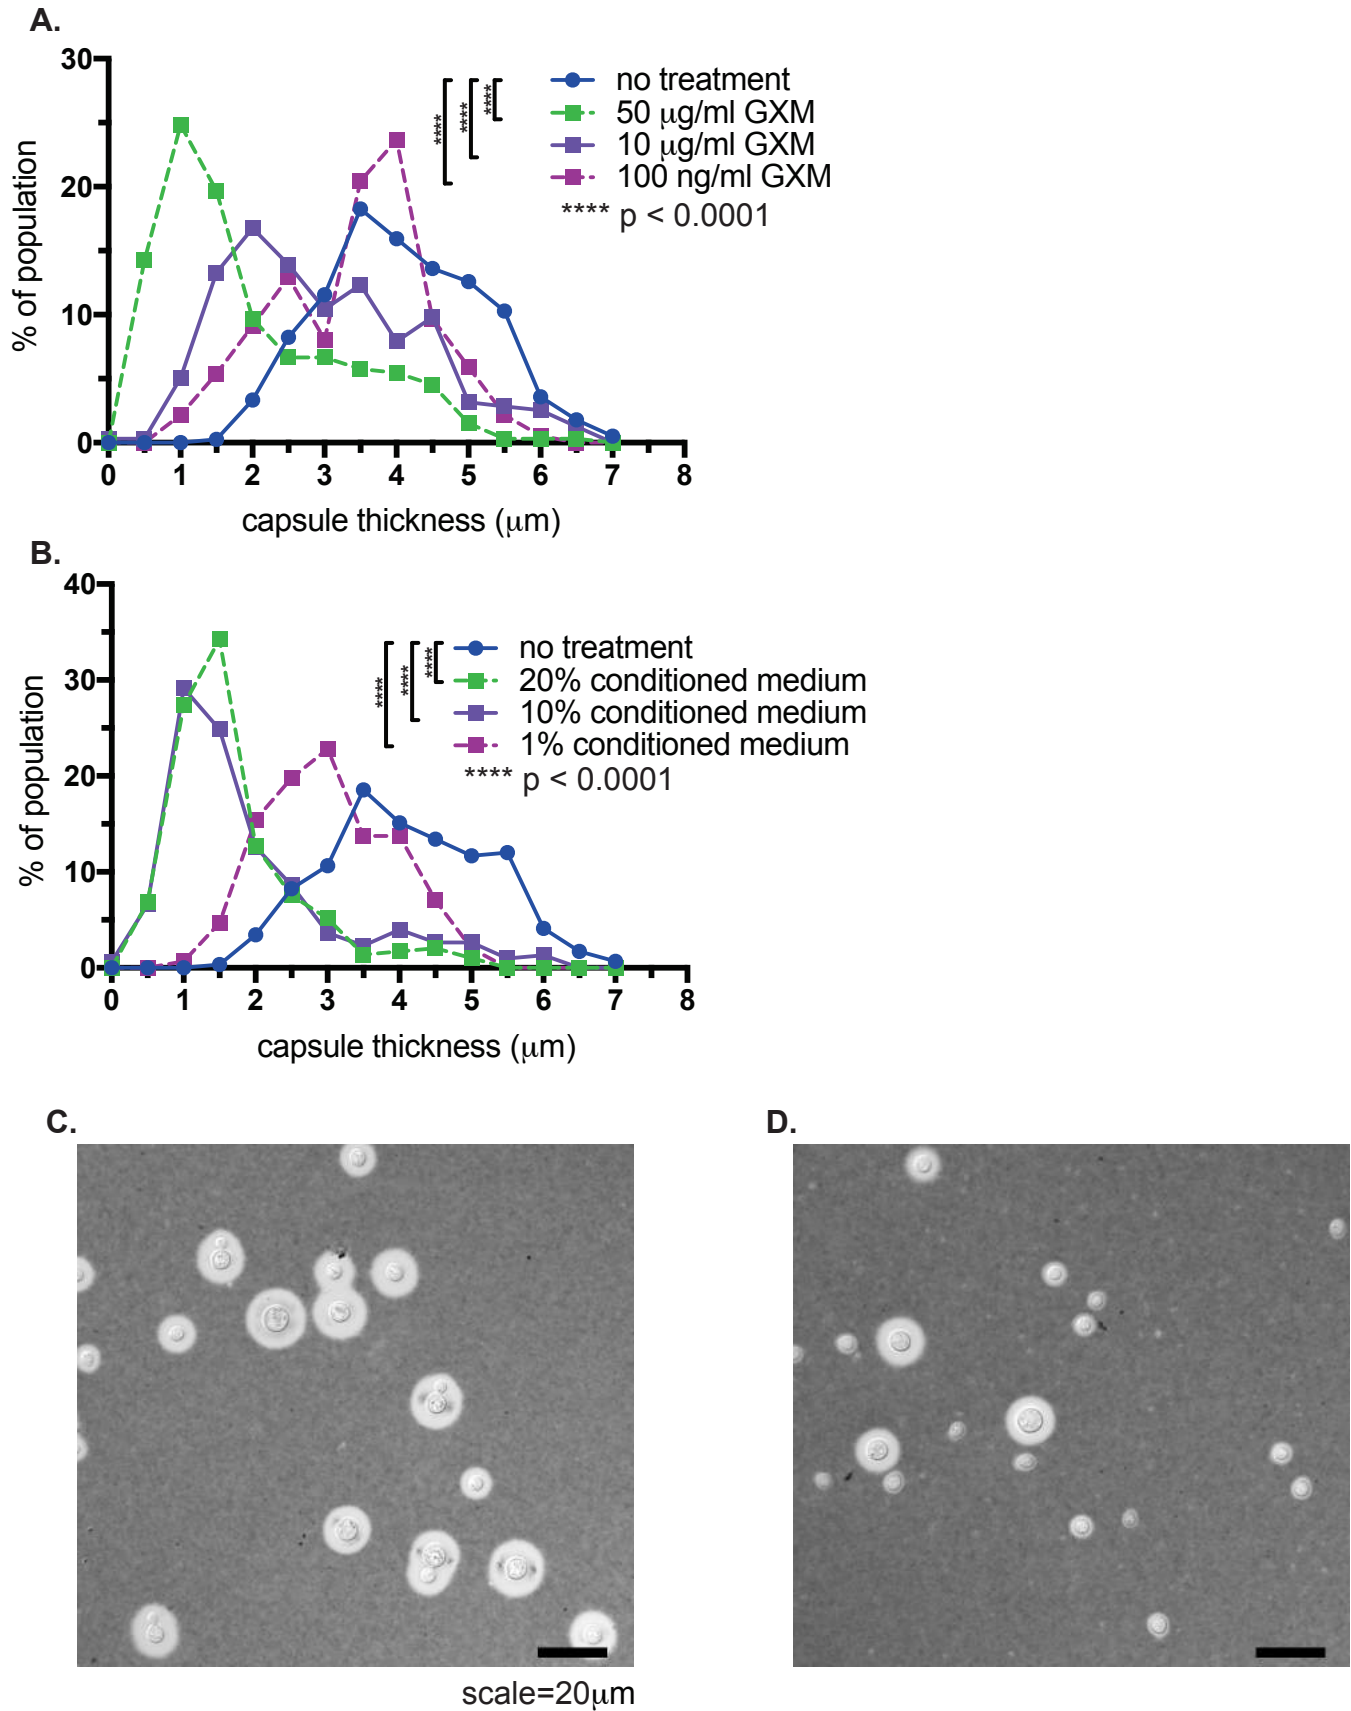 A.
30
20
10
0
% of population
0 1 2 3 4 5 6 7 8
capsule thickness (μm)
**** **** ****
no treatment
50 μg/ml GXM
10 μg/ml GXM
100 ng/ml GXM
**** p < 0.0001
B.
40
30
20
10
0
% of population
0 1 2 3 4 5 6 7 8
capsule thickness (μm)
**** **** ****
no treatment
20% conditioned medium
10% conditioned medium
1% conditioned medium
**** p < 0.0001
C.
D.
scale=20μm